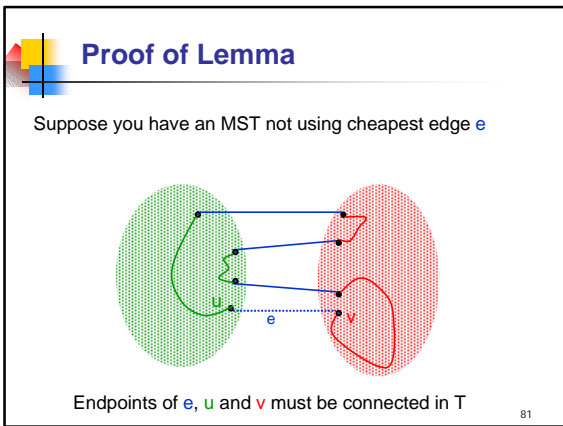 Proof of Lemma
Suppose you have an MST not using cheapest edge e
u
e
v
Endpoints of e, u and v must be connected in T
81